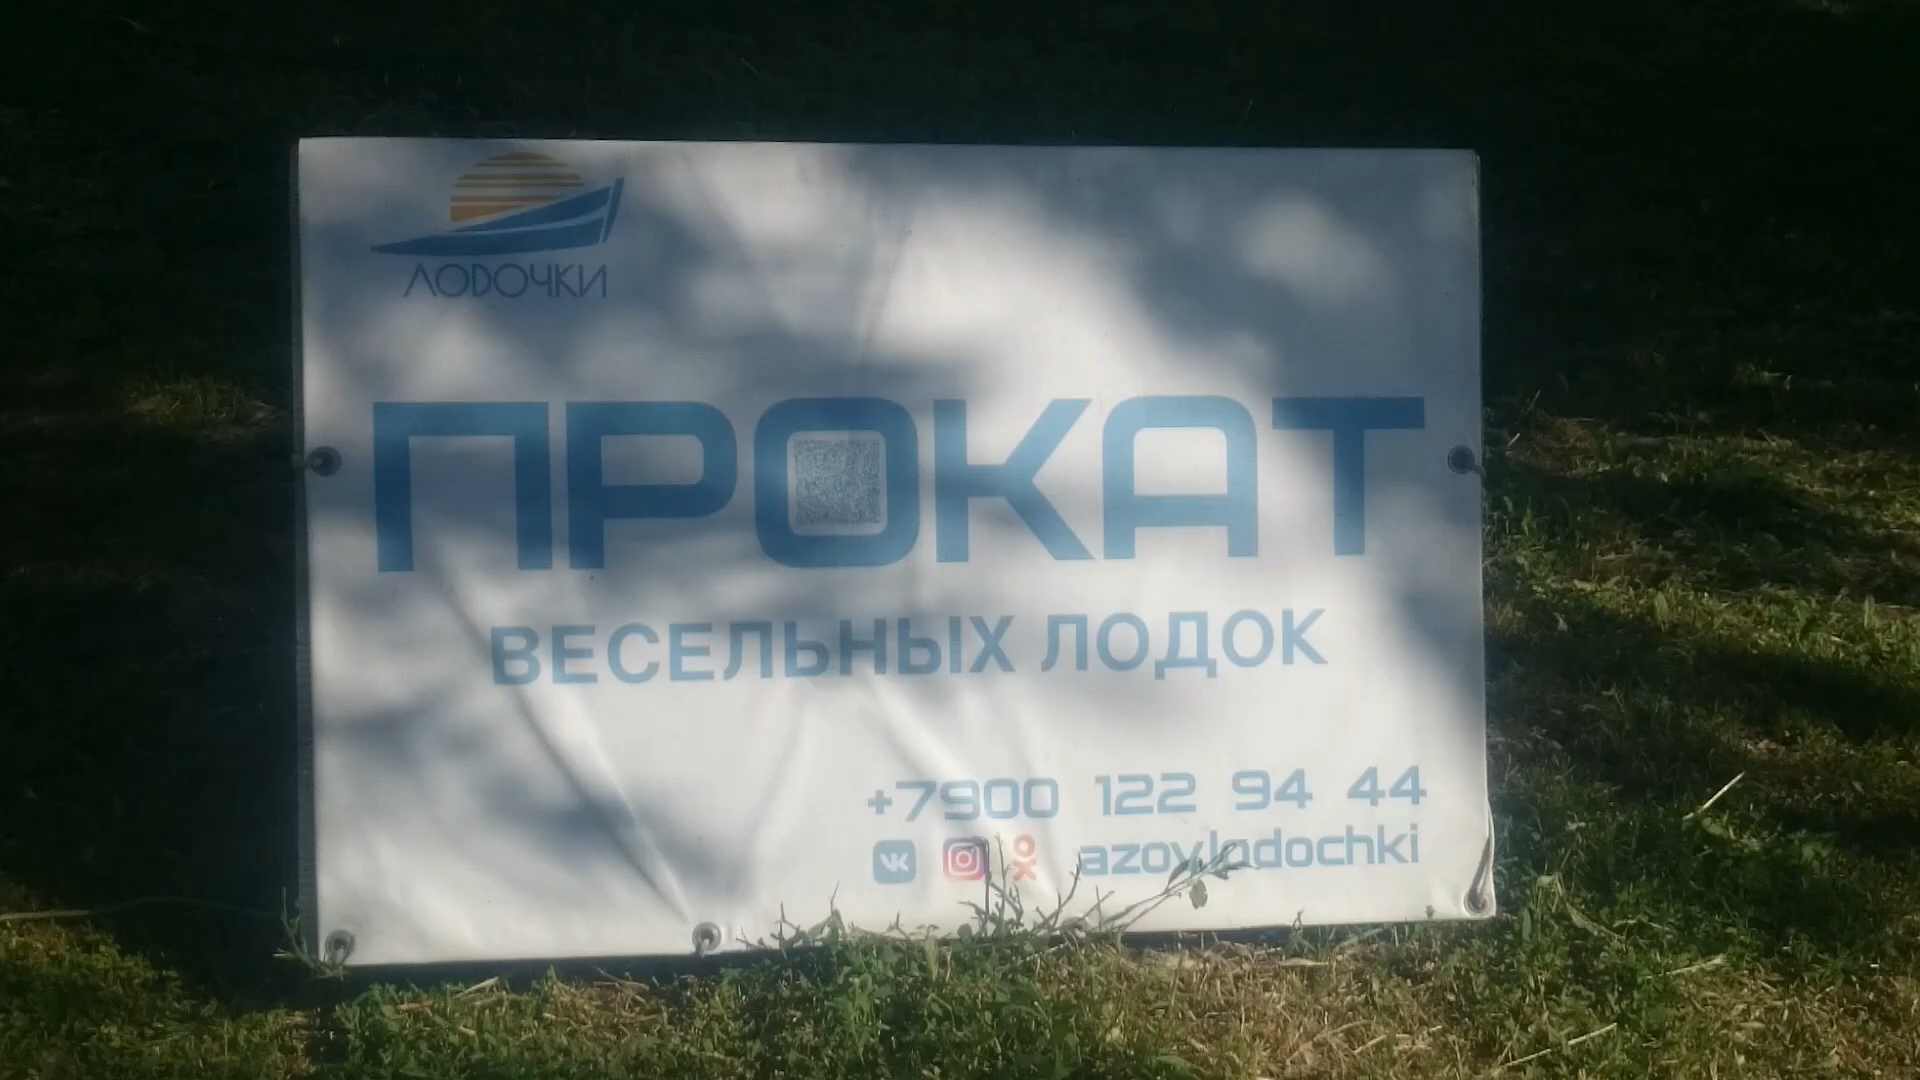 ЛОДОЧКИ
ПРОКАТ
ВЕСЕЛЬНЫХ ЛОДОК
+7900 122 94 44
azovlodochki